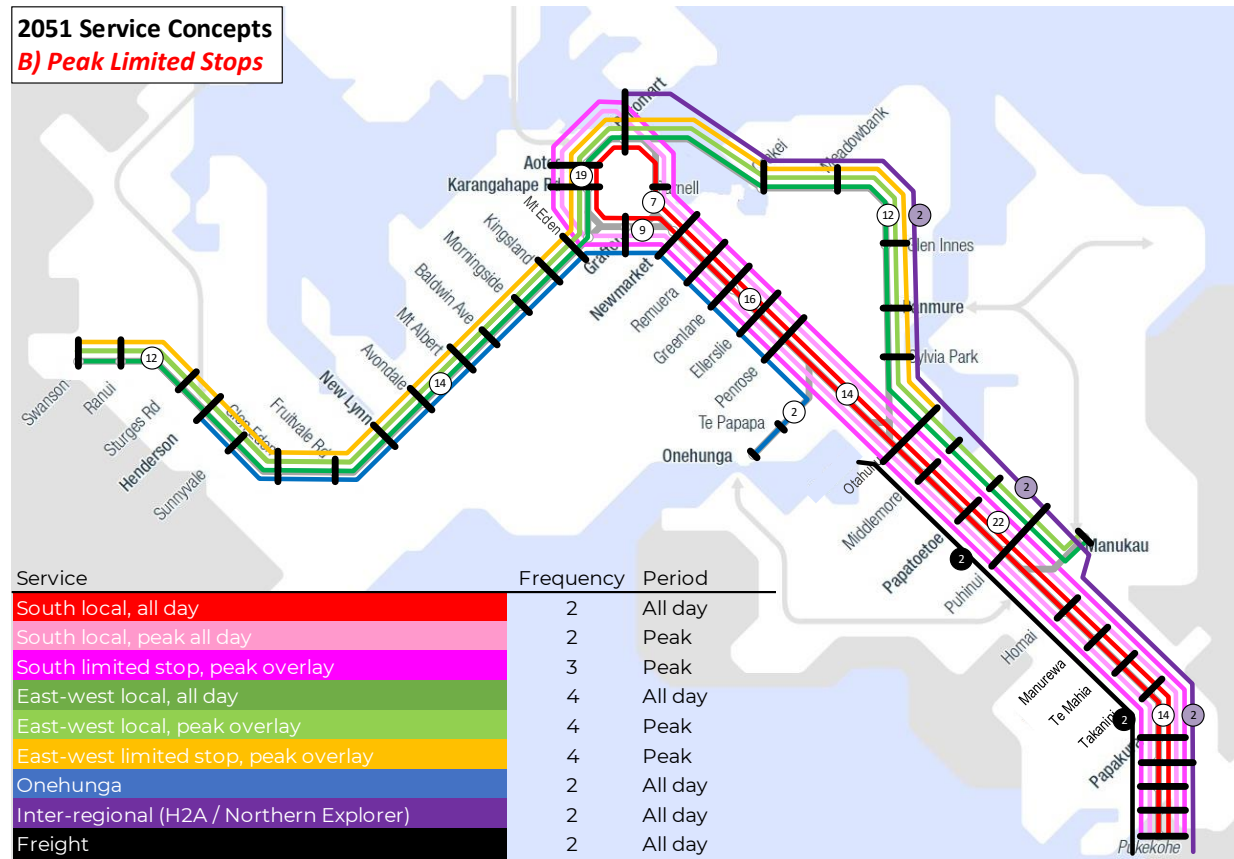 2051 Service Concepts
B) Peak Limited Stops
Meadowbank
Aotea
Karangahape Rd
Parnell
Mt Eden
Grafton
Newmarket
Kingsland
Morningside
Baldwin Ave
Mt Albert
Avondale
New Lynn
Fruitvale Rd
Glen Eden
Sunnyvale
Henderson
Sturges Rd
Ranui
Swanson
Remuera
Greenlane
Ellerslie
Penrose
Te Papapa
Onehunga
Glen Innes
Panmure
Sylvia Park
Otahuhu
Middlemore
Papatoetoe
Puhinui
Manukau
Homai
Manurewa
Te Mahia
Takanini
Papakura
Pukekohe
19
7
9
12
2
16
12
14
14
2
2
22
2
2
14
2
Service Frequency Period
South local, all day 2 All day
South local, peak all day 2 Peak
South limited stop, peak overlay 3 Peak
East-west local, all day 4 All day
East-west local, peak overlay 4 Peak
East-west limited stop, peak overlay 4 Peak
Onehunga 2 All day
Inter-regional (H2A / Northern Explorer) 2 All day
Freight 2 All day